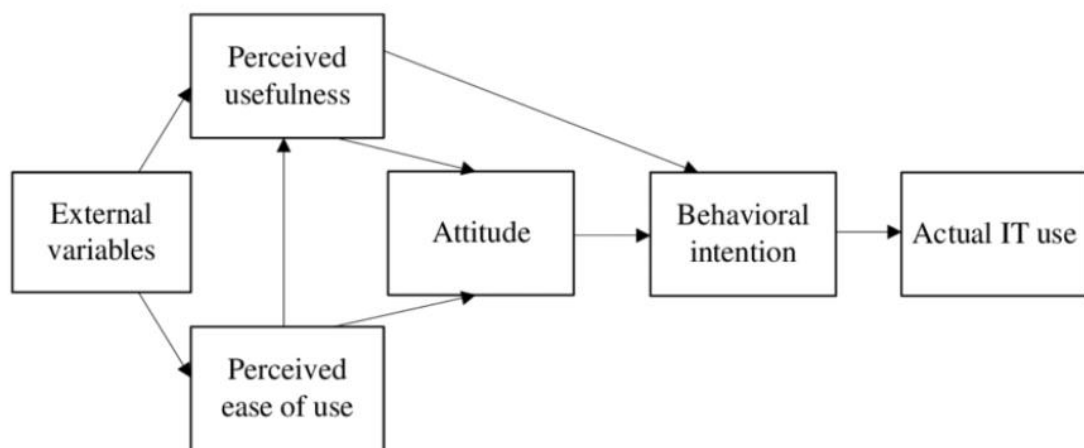 Perceived
usefulness
External
variables
Attitude
Behavioral
intention
Actual IT use
Perceived
ease of use